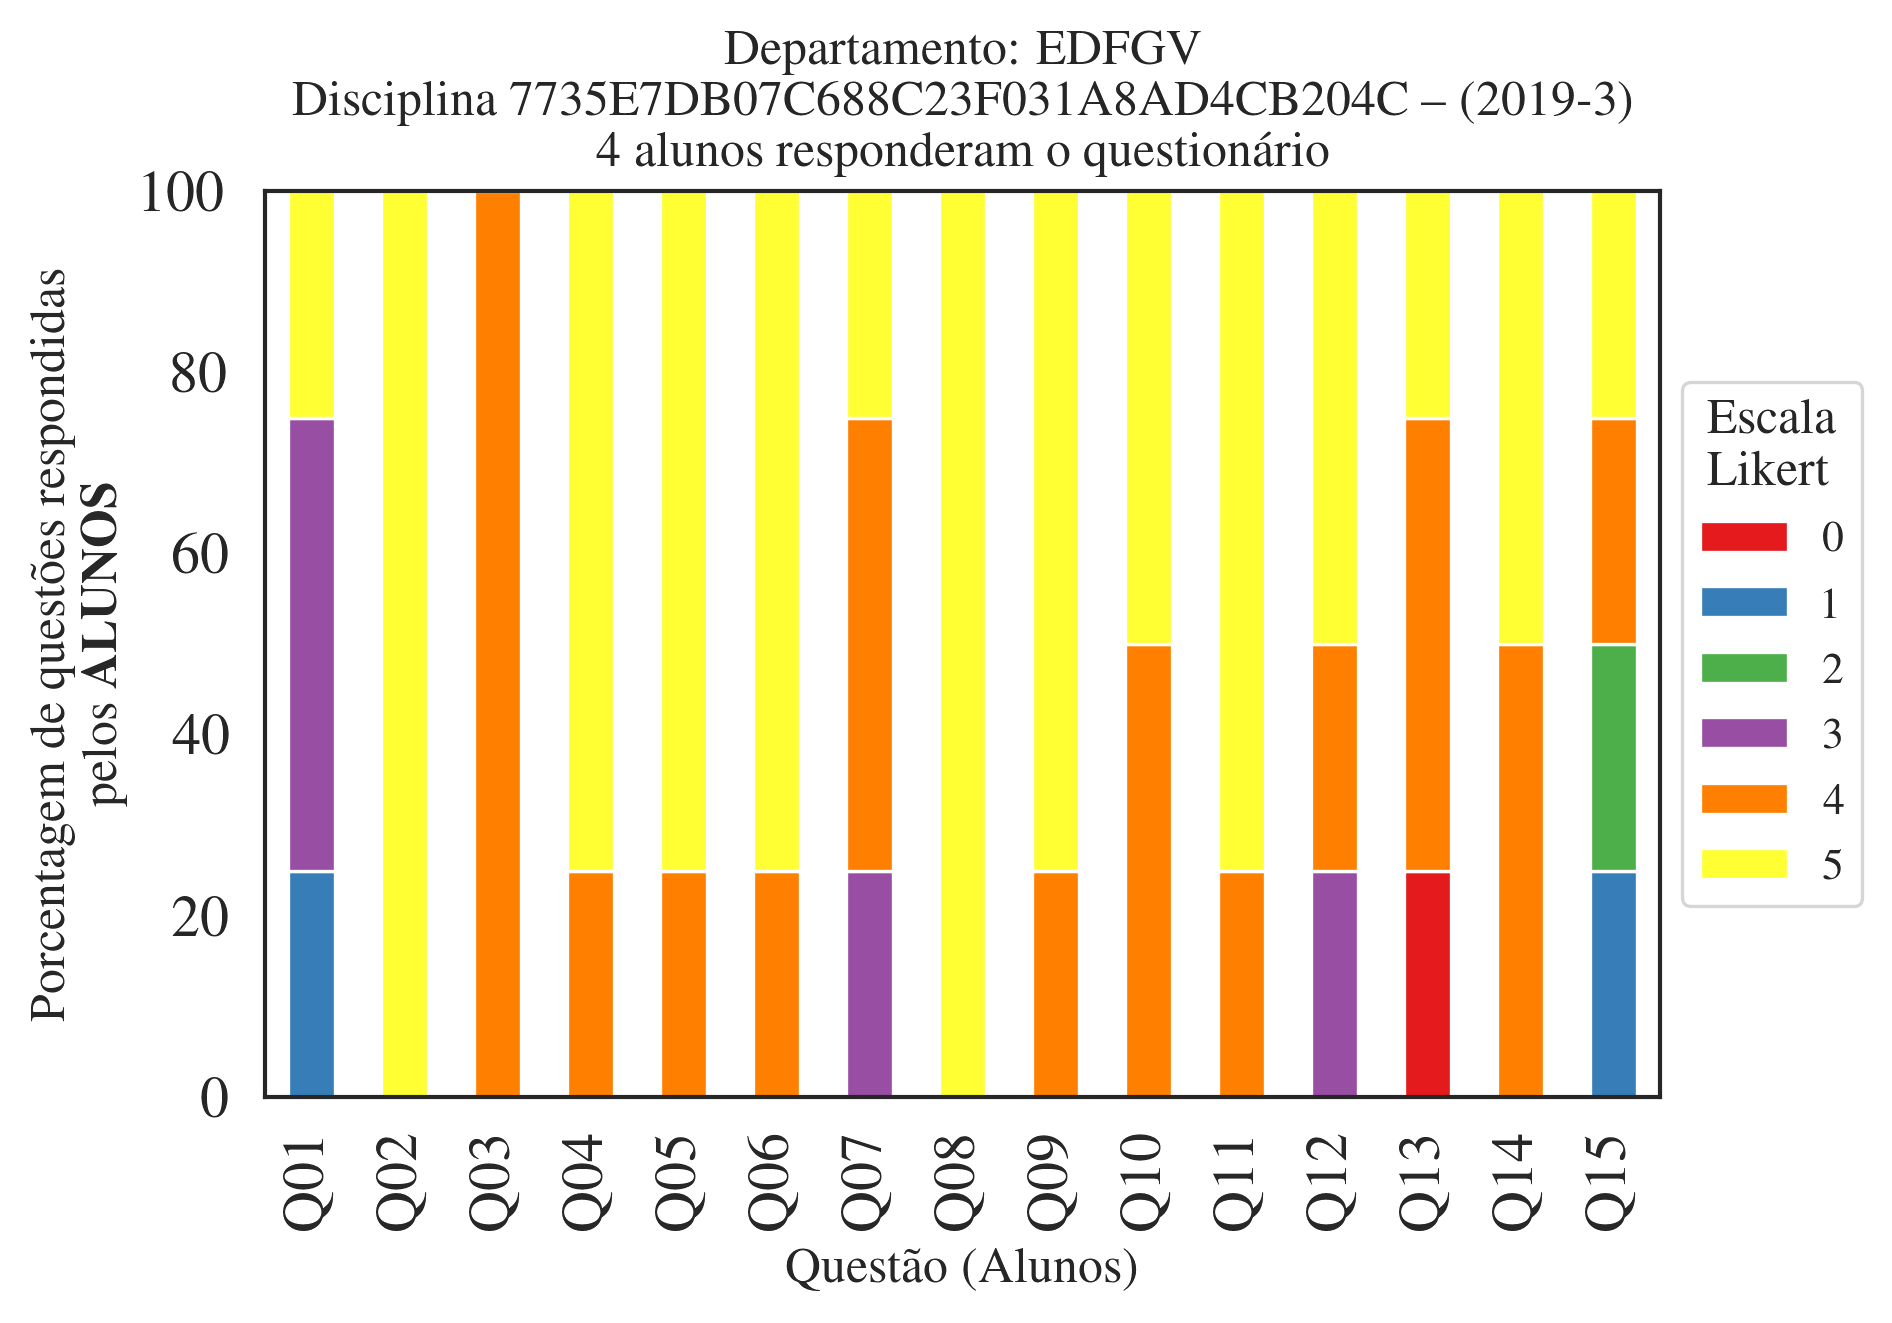 Departamento: EDFGV
Disciplina 7735E7DB07C688C23F031A8AD4CB204C – (2019-3)
4 alunos responderam o questionário
Porcentagem de questões respondidas
pelos ALUNOS
100
80
60
40
20
0
Q01
Q02
Q03
Q04
Q05
Q06
Q07
Q08
Q09
Q10
Q11
Q12
Q13
Q14
Q15
Questão (Alunos)
Escala
Likert
0
1
2
3
4
5